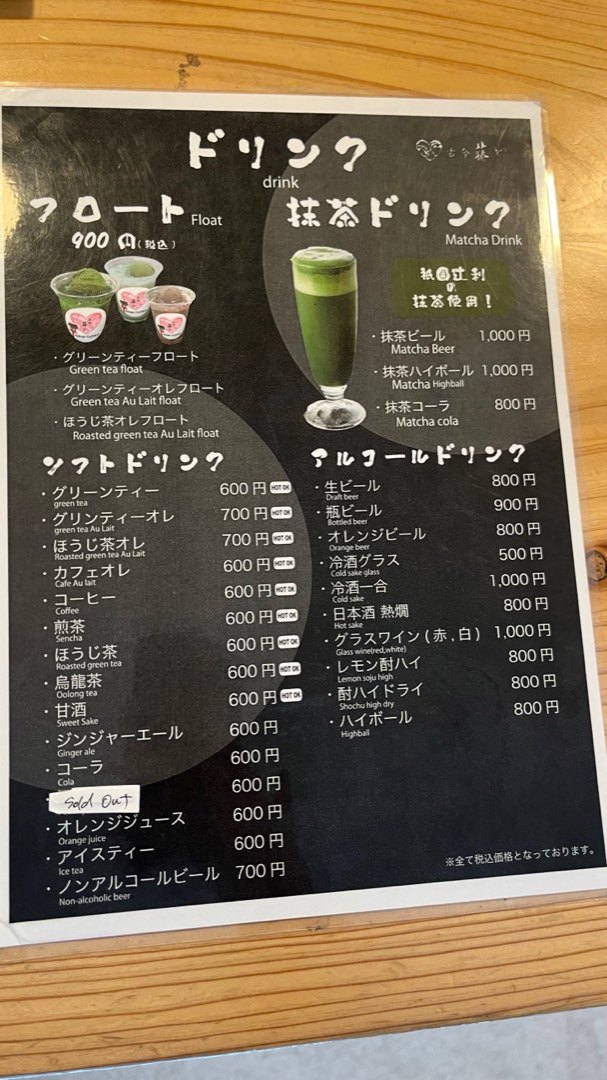 ドリンク
drink
フロート Float
900円(税込)
・グリーンティーフロート
Green tea float
・グリーンティーオレフロート
Green tea Au Lait float
・ほうじ茶オレフロート
Roasted green tea Au Lait float
抹茶ドリンク
Matcha Drink
祇園辻利
の
抹茶使用!
・抹茶ビール 1,000円
Matcha Beer
・抹茶ハイボール 1,000円
Matcha Highball
・抹茶コーラ 800円
Matcha cola
ソフトドリンク
・グリーンティー 600円 HOT OK
green tea
・グリンティーオレ 700円 HOT OK
green tea Au Lait
・ほうじ茶オレ 700円 HOT OK
Roasted green tea Au Lait
・カフェオレ 600円 HOT OK
Cafe Au lait
・コーヒー 600円 HOT OK
Coffee
・煎茶 600円 HOT OK
Sencha
・ほうじ茶 600円 HOT OK
Roasted green tea
・烏龍茶 600円 HOT OK
Oolong tea
・甘酒 600円 HOT OK
Sweet Sake
・ジンジャーエール 600円
Ginger ale
・コーラ 600円
Cola
Sold Out 600円
・オレンジジュース 600円
Orange juice
・アイスティー 600円
Ice tea
・ノンアルコールビール 700円
Non-alcoholic beer
アルコールドリンク
・生ビール 800円
Draft beer
・瓶ビール 900円
Bottled beer
・オレンジビール 800円
Orange beer
・冷酒グラス 500円
Cold sake glass
・冷酒一合 1,000円
Cold sake
・日本酒 熱燗 800円
Hot sake
・グラスワイン(赤,白) 1,000円
Glass wine(red,white)
・レモン酎ハイ 800円
Lemon soju high
・酎ハイドライ 800円
Shochu high dry
・ハイボール 800円
Highball
※全て税込価格となっております。